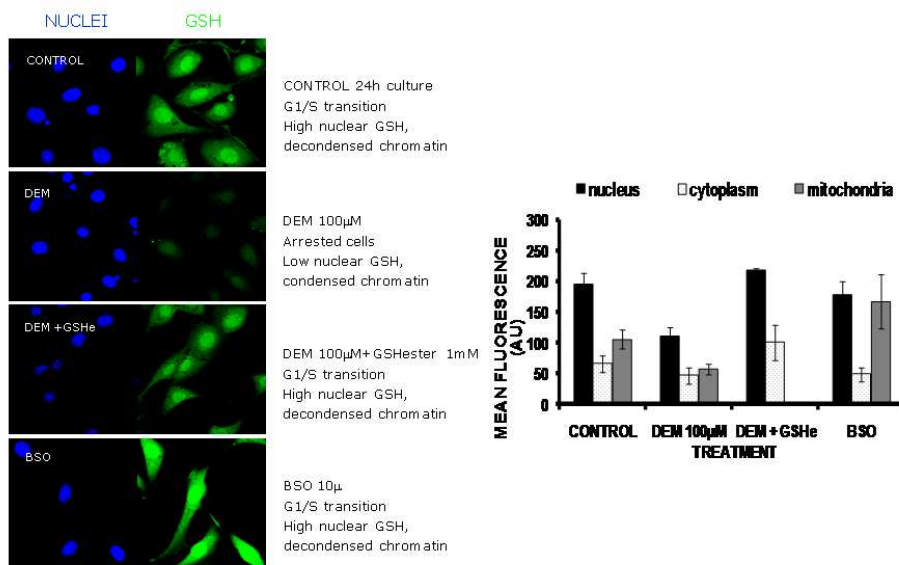 NUCLEI GSH
CONTROL
CONTROL 24h culture
G1/S transition
High nuclear GSH,
decondensed chromatin
DEM
DEM 100µM
Arrested cells
Low nuclear GSH,
condensed chromatin
DEM +GSHe
DEM 100µM+GSHester 1mM
G1/S transition
High nuclear GSH,
decondensed chromatin
BSO
BSO 10µ
G1/S transition
High nuclear GSH,
decondensed chromatin
nucleus cytoplasm mitochondria
MEAN FLUORESCENCE
(AU)
300
250
200
150
100
50
0
CONTROL DEM 100µM DEM + GSHe BSO
TREATMENT